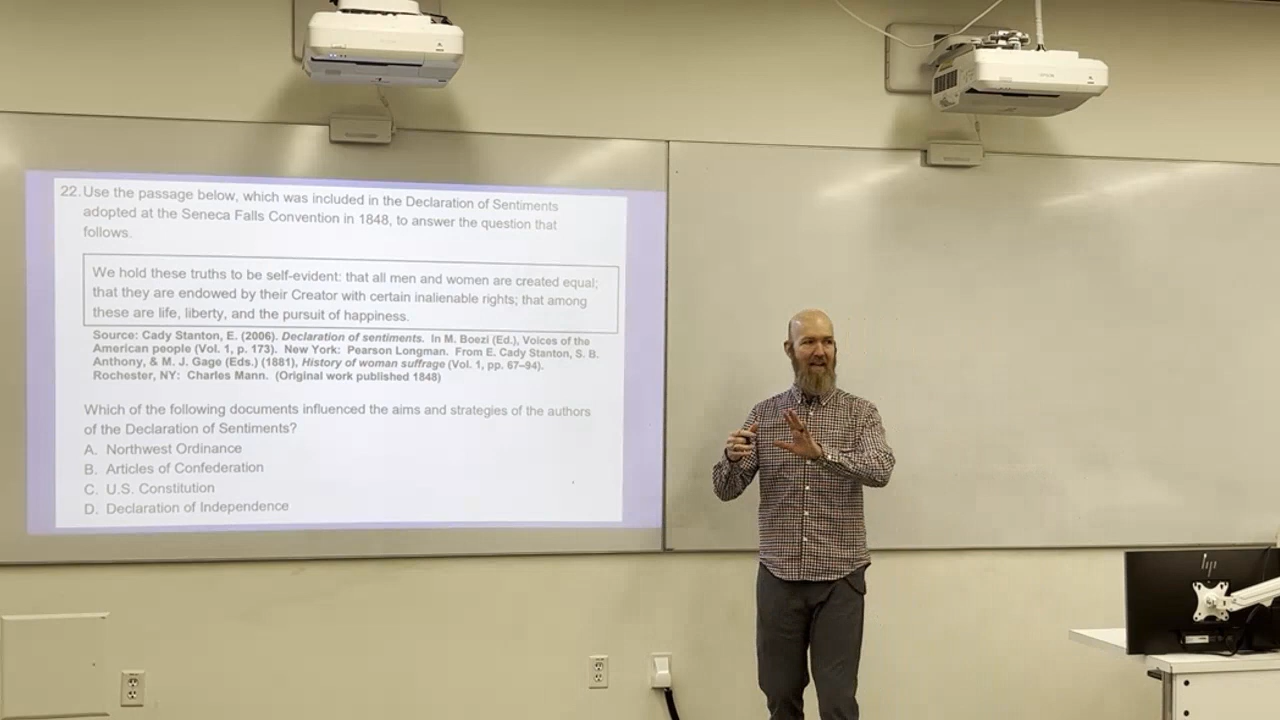 22. Use the passage below, which was included in the Declaration of Sentiments
adopted at the Seneca Falls Convention in 1848, to answer the question that
follows.
We hold these truths to be self-evident: that all men and women are created equal;
that they are endowed by their Creator with certain inalienable rights; that among
these are life, liberty, and the pursuit of happiness.
Source: Cady Stanton, E. (2006). Declaration of sentiments. In M. Boezi (Ed.), Voices of the
American people (Vol. 1, p. 173). New York: Pearson Longman. From E. Cady Stanton, S. B.
Anthony, & M. J. Gage (Eds.) (1881), History of woman suffrage (Vol. 1, pp. 67–94).
Rochester, NY: Charles Mann. (Original work published 1848)
Which of the following documents influenced the aims and strategies of the authors
of the Declaration of Sentiments?
A. Northwest Ordinance
B. Articles of Confederation
C. U.S. Constitution
D. Declaration of Independence
hp